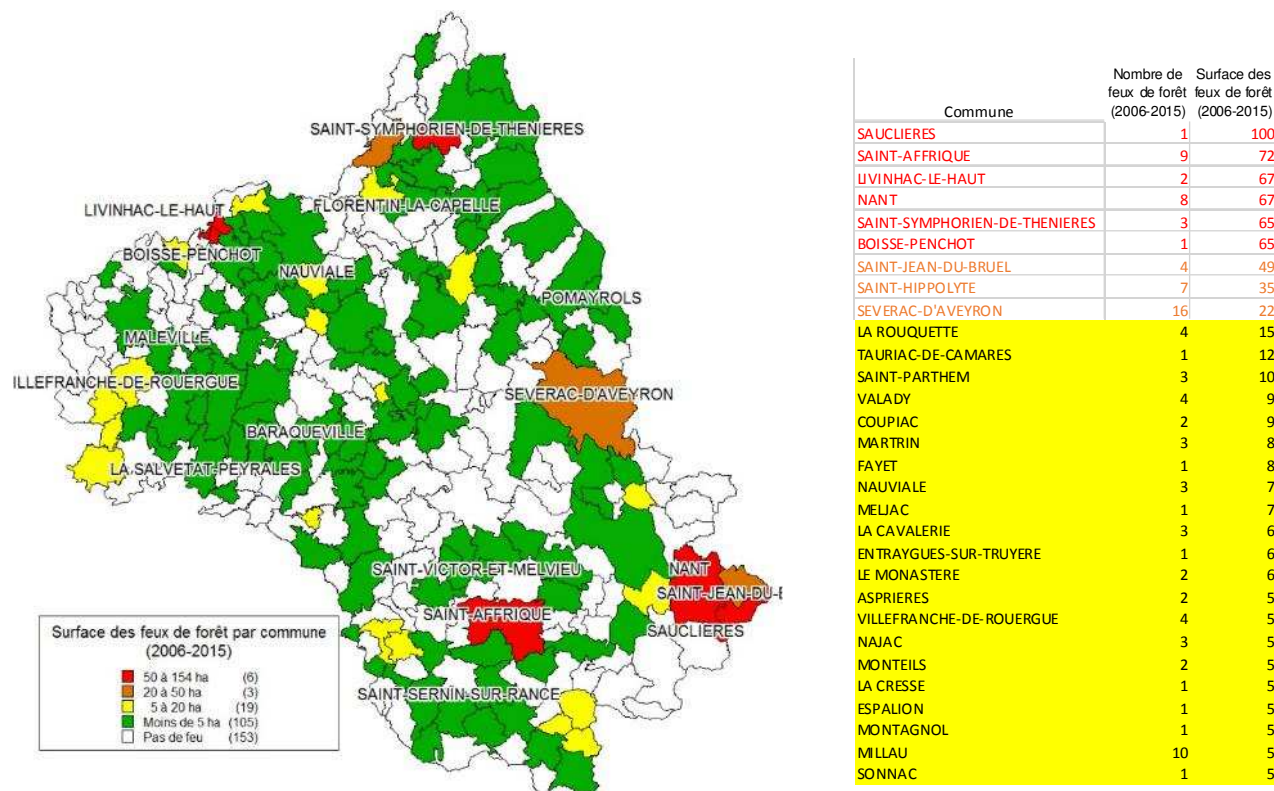 SAINT-SYMPHORIEN-DE-THENIERES
LIVINHAC-LE-HAUT
FLORENTIN-LA-CAPELLE
BOISSE-PENCHOT
NAUVIALE
POMAYROLS
MALEVILLE
ILLEFRANCHE-DE-ROUERGUE
SEVERAC-D'AVEYRON
BARAQUEVILLE
LA SALVETAT-PEYRALES
SAINT-VICTOR-ET-MELVIEU
NANT
SAINT-JEAN-DU-B
SAINT-AFFRIQUE
SAUCLIERES
SAINT-SERNIN-SUR-RANCE
Surface des feux de forêt par commune
(2006-2015)
50 à 154 ha (6)
20 à 50 ha (3)
5 à 20 ha (19)
Moins de 5 ha (105)
Pas de feu (153)
Nombre de Surface des
feux de forêt feux de forêt
Commune (2006-2015) (2006-2015)
SAUCLIERES 1 100
SAINT-AFFRIQUE 9 72
LIVINHAC-LE-HAUT 2 67
NANT 8 67
SAINT-SYMPHORIEN-DE-THENIERES 3 65
BOISSE-PENCHOT 1 65
SAINT-JEAN-DU-BRUEL 4 49
SAINT-HIPPOLYTE 7 35
SEVERAC-D'AVEYRON 16 22
LA ROUQUETTE 4 15
TAURIAC-DE-CAMARES 1 12
SAINT-PARTHEM 3 10
VALADY 4 9
COUPIAC 2 9
MARTRIN 3 8
FAYET 1 8
NAUVIALE 3 7
MELJAC 1 7
LA CAVALERIE 3 6
ENTRAYGUES-SUR-TRUYERE 1 6
LE MONASTERE 2 6
ASPRIERES 2 5
VILLEFRANCHE-DE-ROUERGUE 4 5
NAJAC 3 5
MONTEILS 2 5
LA CRESSE 1 5
ESPALION 1 5
MONTAGNOL 1 5
MILLAU 10 5
SONNAC 1 5